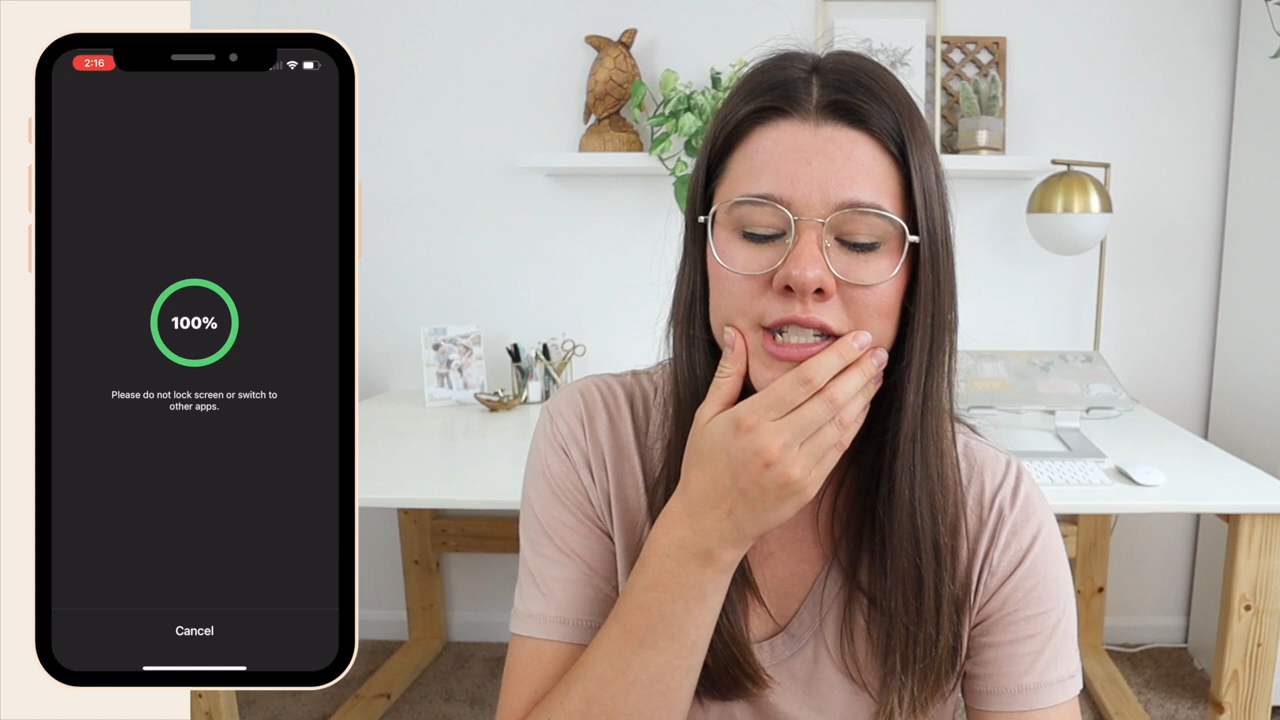 2:16
100%
Please do not lock screen or switch to
other apps.
Cancel